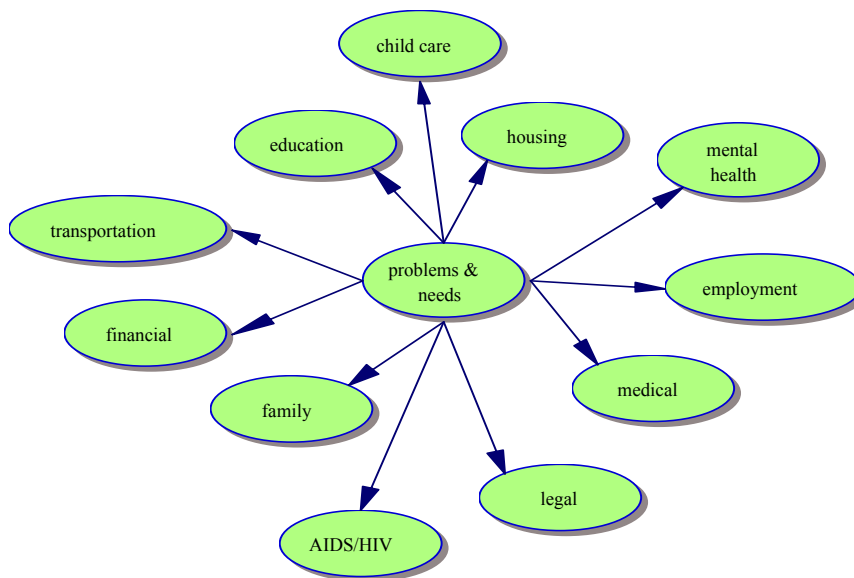 child care
education
housing
mental
health
transportation
problems &
needs
employment
financial
family
medical
legal
AIDS/HIV